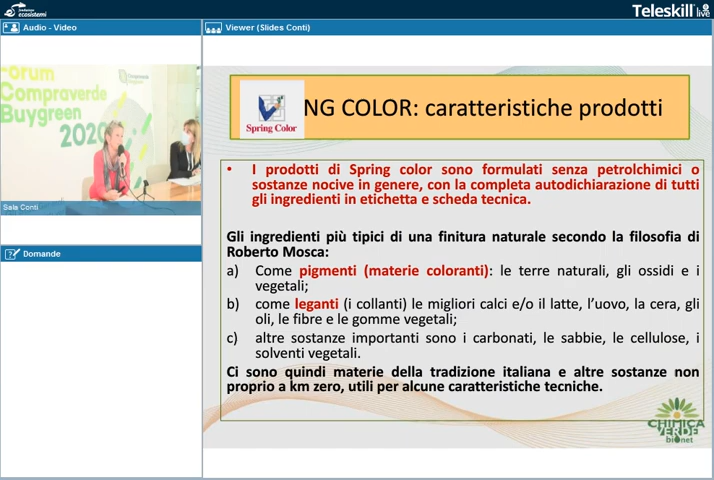 fondazione
ecosistemi
Teleskill live
Audio - Video
Viewer (Slides Conti)
Forum
Compraverde
Buygreen
2020
Sala Conti
Domande
Spring Color
NG COLOR: caratteristiche prodotti
• I prodotti di Spring color sono formulati senza petrolchimici o
sostanze nocive in genere, con la completa autodichiarazione di tutti
gli ingredienti in etichetta e scheda tecnica.
Gli ingredienti più tipici di una finitura naturale secondo la filosofia di
Roberto Mosca:
a) Come pigmenti (materie coloranti): le terre naturali, gli ossidi e i
vegetali;
b) come leganti (i collanti) le migliori calci e/o il latte, l'uovo, la cera, gli
oli, le fibre e le gomme vegetali;
c) altre sostanze importanti sono i carbonati, le sabbie, le cellulose, i
solventi vegetali.
Ci sono quindi materie della tradizione italiana e altre sostanze non
proprio a km zero, utili per alcune caratteristiche tecniche.
CHIMICA
VERDE
bionet